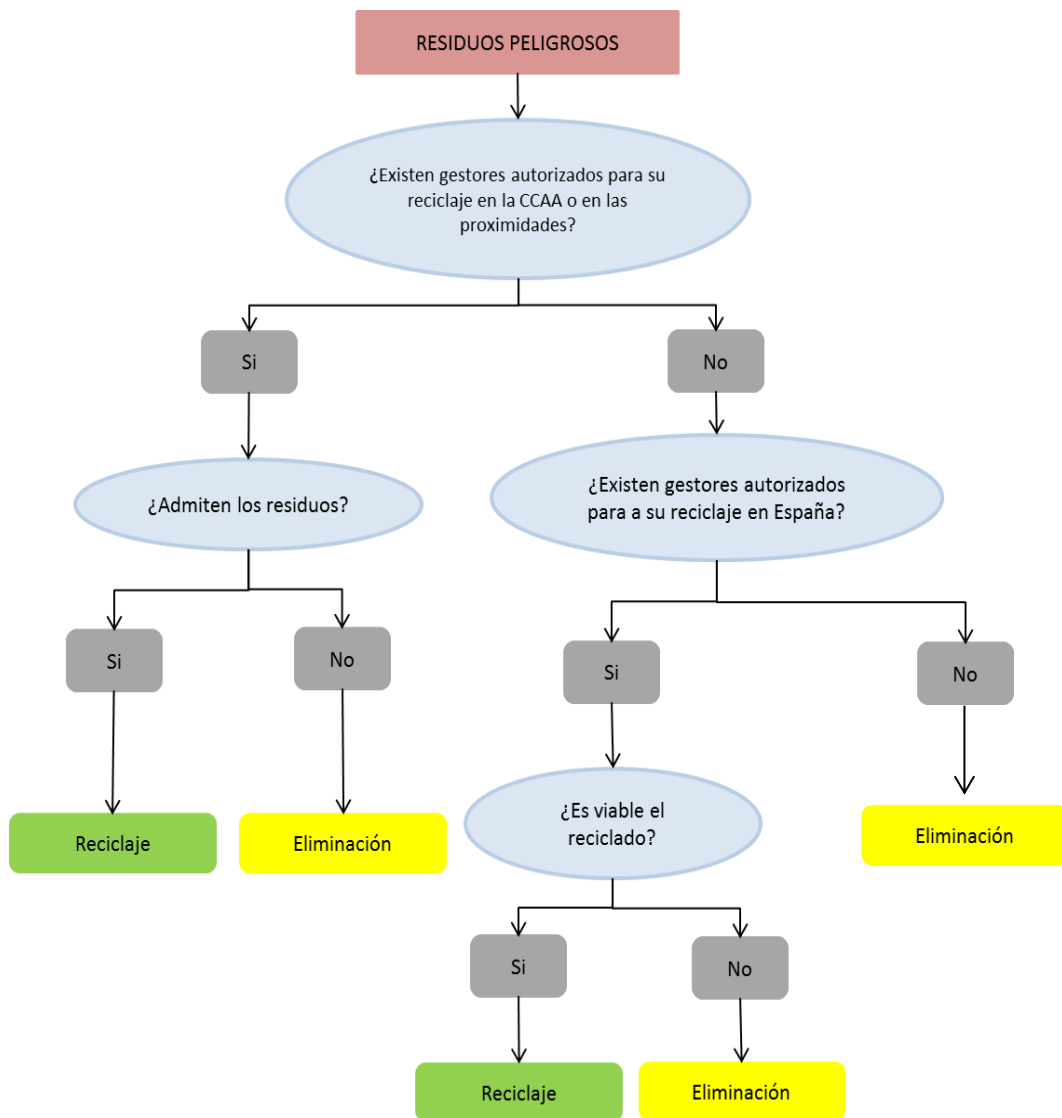 RESIDUOS PELIGROSOS
¿Existen gestores autorizados para su
reciclaje en la CCAA o en las
proximidades?
Si
No
¿Admiten los residuos?
¿Existen gestores autorizados
para a su reciclaje en España?
Si
No
Si
No
¿Es viable el
reciclado?
Reciclaje
Eliminación
Eliminación
Si
No
Reciclaje
Eliminación